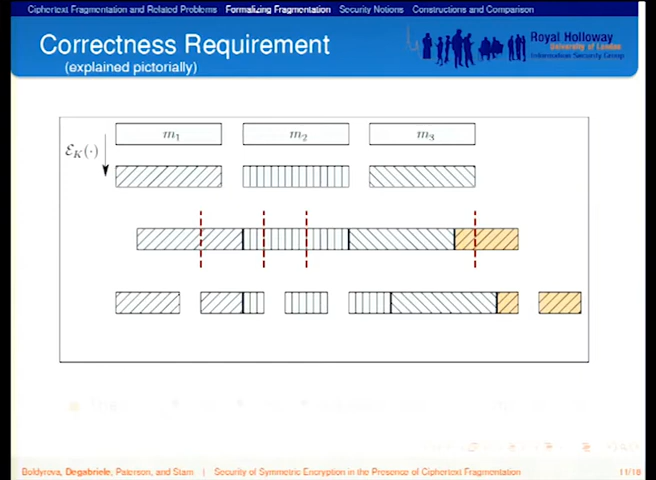 Ciphertext Fragmentation and Related Problems Formalizing Fragmentation Security Notions Constructions and Comparison
Correctness Requirement
(explained pictorially)
Royal Holloway
University of London
Information Security Group
m₁ m₂ m₃
ℰ_K(·)
Boldyreva, Degabriele, Paterson, and Stam | Security of Symmetric Encryption in the Presence of Ciphertext Fragmentation 11/18